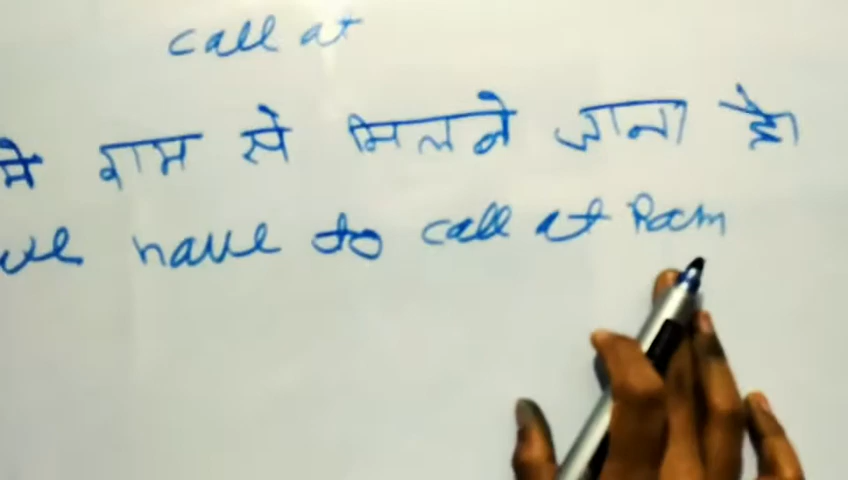 call at
में राम से मिलने जाना है।
we have to call at Ram